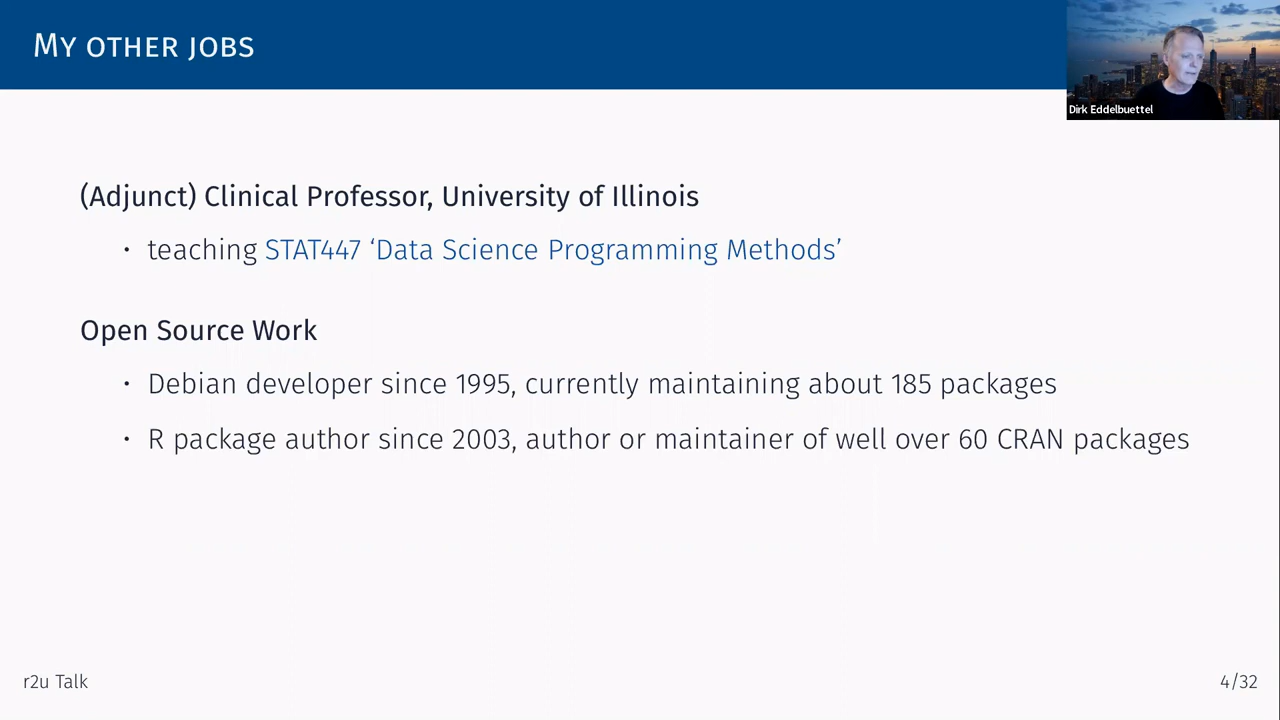 My other jobs
Dirk Eddelbuettel
(Adjunct) Clinical Professor, University of Illinois
• teaching STAT447 ‘Data Science Programming Methods’
Open Source Work
• Debian developer since 1995, currently maintaining about 185 packages
• R package author since 2003, author or maintainer of well over 60 CRAN packages
r2u Talk
4/32